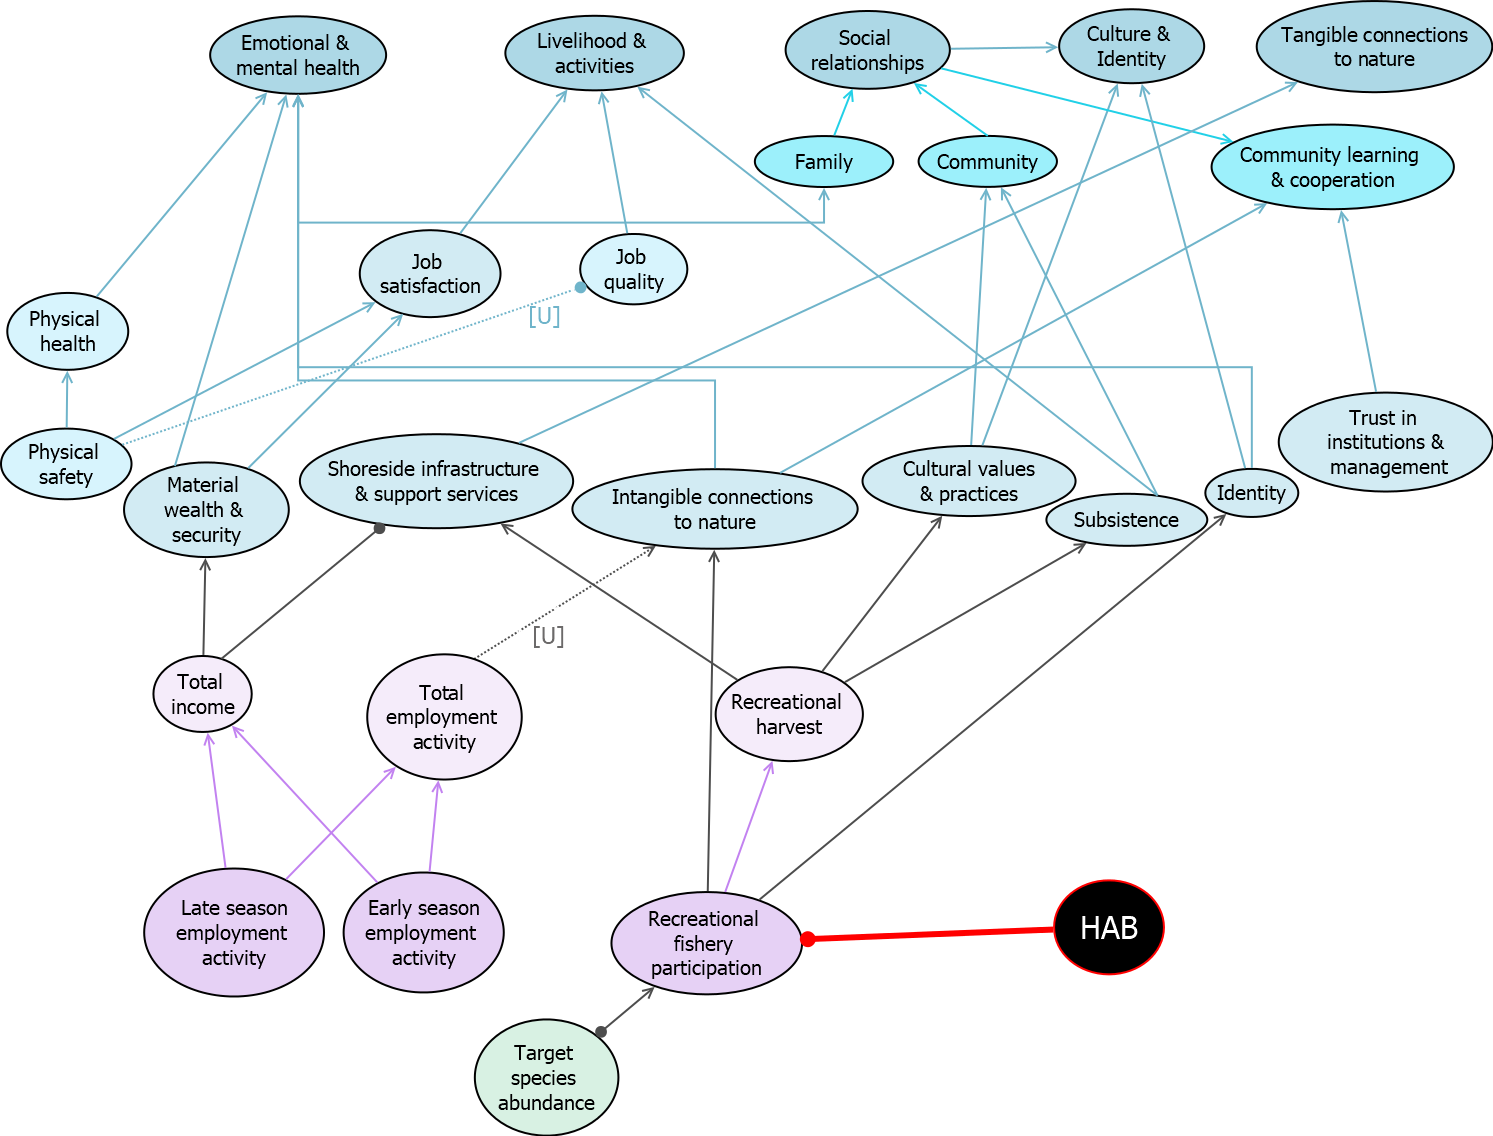 Emotional &
mental health
Livelihood &
activities
Social
relationships
Culture &
Identity
Tangible connections
to nature
Family
Community
Community learning
& cooperation
Job
satisfaction
Job
quality
[U]
Physical
health
Physical
safety
Material
wealth &
security
Shoreside infrastructure
& support services
Intangible connections
to nature
Cultural values
& practices
Subsistence
Identity
Trust in
institutions &
management
[U]
Total
income
Total
employment
activity
Recreational
harvest
Late season
employment
activity
Early season
employment
activity
Recreational
fishery
participation
HAB
Target
species
abundance